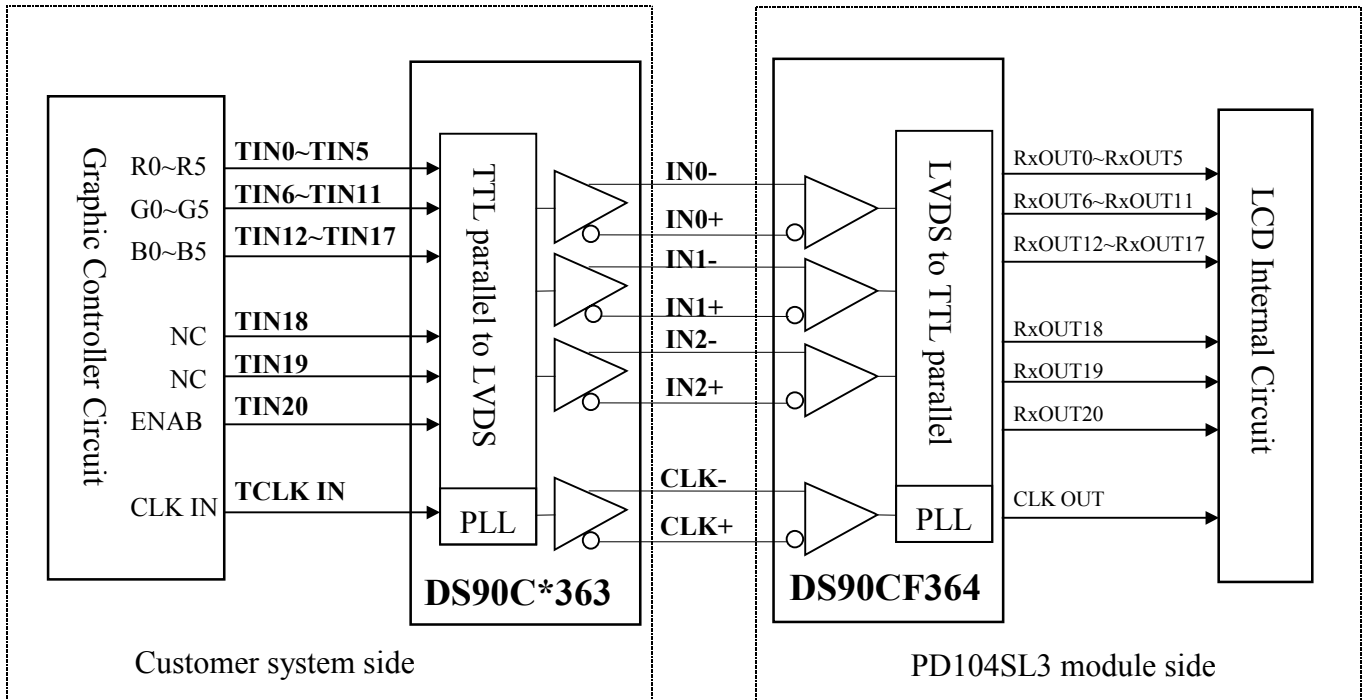 Graphic Controller Circuit
R0~R5
G0~G5
B0~B5
NC
NC
ENAB
CLK IN
TIN0~TIN5
TIN6~TIN11
TIN12~TIN17
TIN18
TIN19
TIN20
TCLK IN
TTL parallel to LVDS
PLL
DS90C*363
Customer system side
IN0-
IN0+
IN1-
IN1+
IN2-
IN2+
CLK-
CLK+
LVDS to TTL parallel
PLL
DS90CF364
RxOUT0~RxOUT5
RxOUT6~RxOUT11
RxOUT12~RxOUT17
RxOUT18
RxOUT19
RxOUT20
CLK OUT
LCD Internal Circuit
PD104SL3 module side